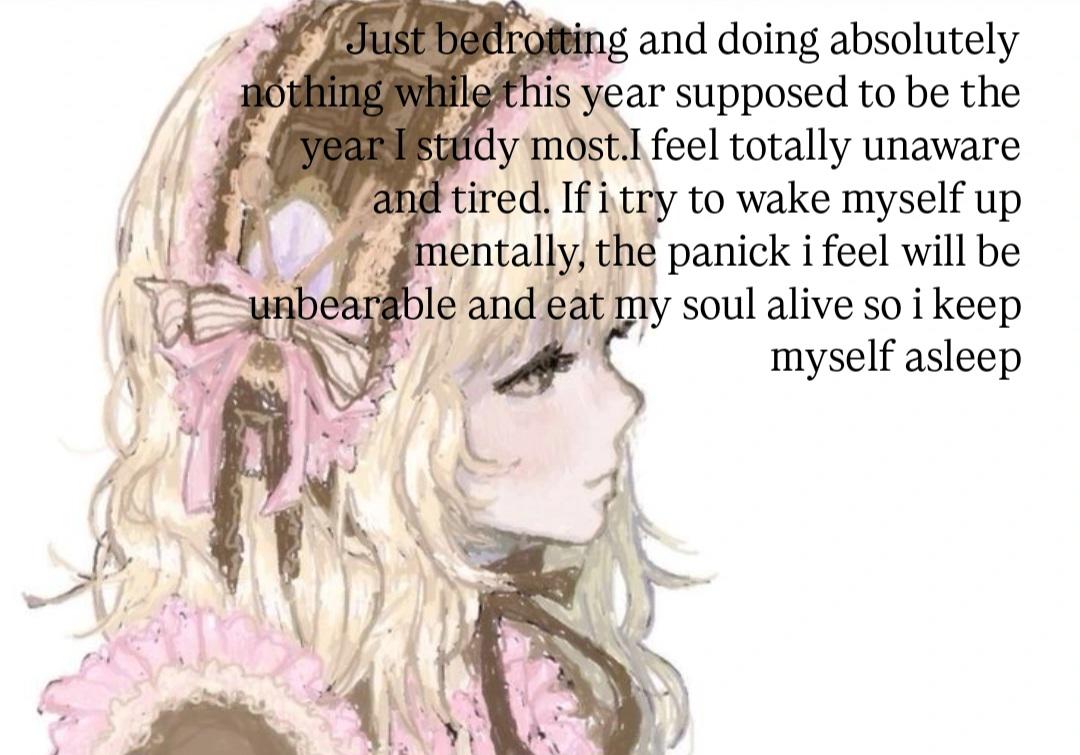 Just bedrotting and doing absolutely
nothing while this year supposed to be the
year I study most.I feel totally unaware
and tired. If i try to wake myself up
mentally, the panick i feel will be
unbearable and eat my soul alive so i keep
myself asleep